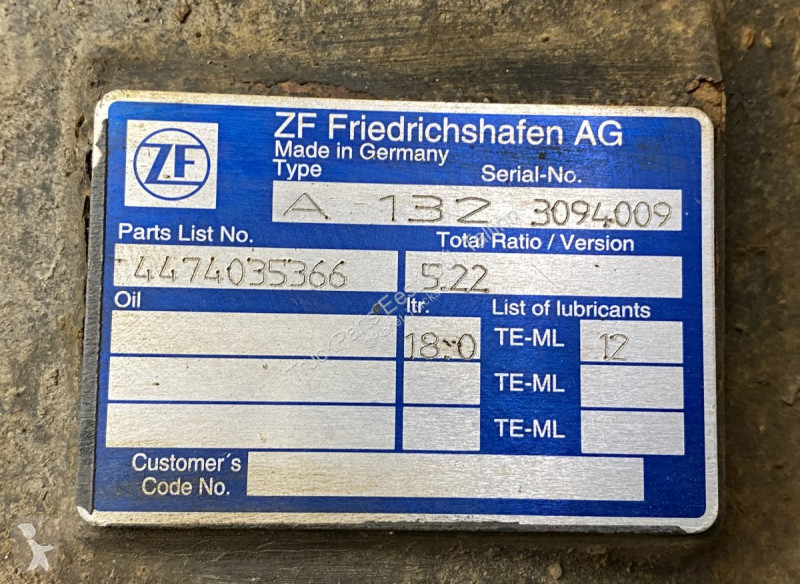 ZF
ZF Friedrichshafen AG
Made in Germany
Type Serial-No.
A 132 3094009
Parts List No. Total Ratio / Version
4474035366 5.22
Oil ltr. List of lubricants
18.0 TE-ML 12
TE-ML
TE-ML
Customer´s
Code No.